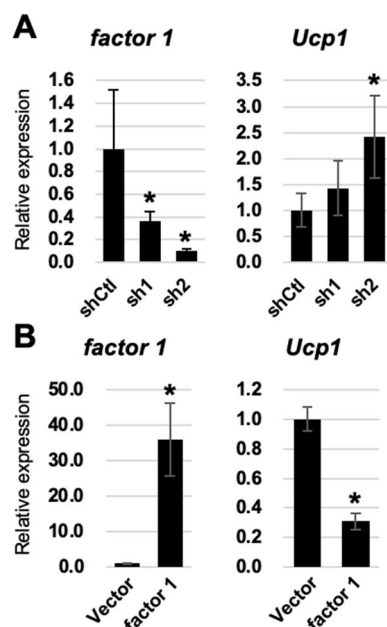 A
factor 1
Ucp1
Relative expression
1.6
1.4
1.2
1.0
0.8
0.6
0.4
0.2
0.0
*
*
shCtl
sh1
sh2
3.5
3.0
2.5
2.0
1.5
1.0
0.5
0.0
*
shCtl
sh1
sh2
B
factor 1
Ucp1
Relative expression
50.0
40.0
30.0
20.0
10.0
0.0
*
Vector
factor 1
1.2
1.0
0.8
0.6
0.4
0.2
0.0
*
Vector
factor 1